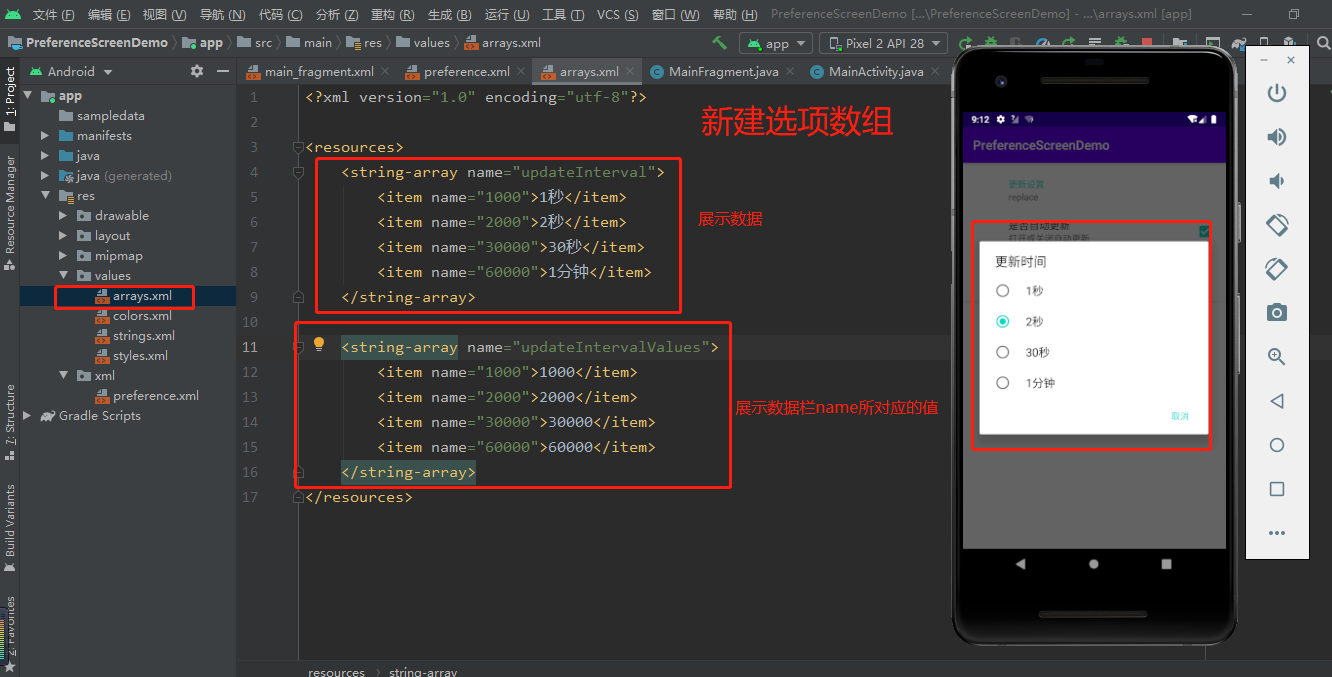 文件 (F) 编辑 (E) 视图 (V) 导航 (N) 代码 (C) 分析 (Z) 重构 (R) 生成 (B) 运行 (U) 工具 (T) VCS (S) 窗口 (W) 帮助 (H) PreferenceScreenDemo [...\PreferenceScreenDemo] - ...\arrays.xml [app]
PreferenceScreenDemo app src main res values arrays.xml app Pixel 2 API 28
Android main_fragment.xml preference.xml arrays.xml MainFragment.java MainActivity.java
1: Project
Resource Manager
7: Structure
Build Variants
2: Favorites
app
sampledata
manifests
java
java (generated)
res
drawable
layout
mipmap
values
arrays.xml
colors.xml
strings.xml
styles.xml
xml
preference.xml
Gradle Scripts
1 <?xml version="1.0" encoding="utf-8"?>
2
3 <resources>
4 <string-array name="updateInterval">
5 <item name="1000">1秒</item>
6 <item name="2000">2秒</item>
7 <item name="30000">30秒</item>
8 <item name="60000">1分钟</item>
9 </string-array>
10
11 <string-array name="updateIntervalValues">
12 <item name="1000">1000</item>
13 <item name="2000">2000</item>
14 <item name="30000">30000</item>
15 <item name="60000">60000</item>
16 </string-array>
17 </resources>
新建选项数组
展示数据
展示数据栏name所对应的值
resources string-array
9:12
PreferenceScreenDemo
更新设置
replace
是否自动更新
打开或关闭自动更新
更新时间
1秒
2秒
30秒
1分钟
取消